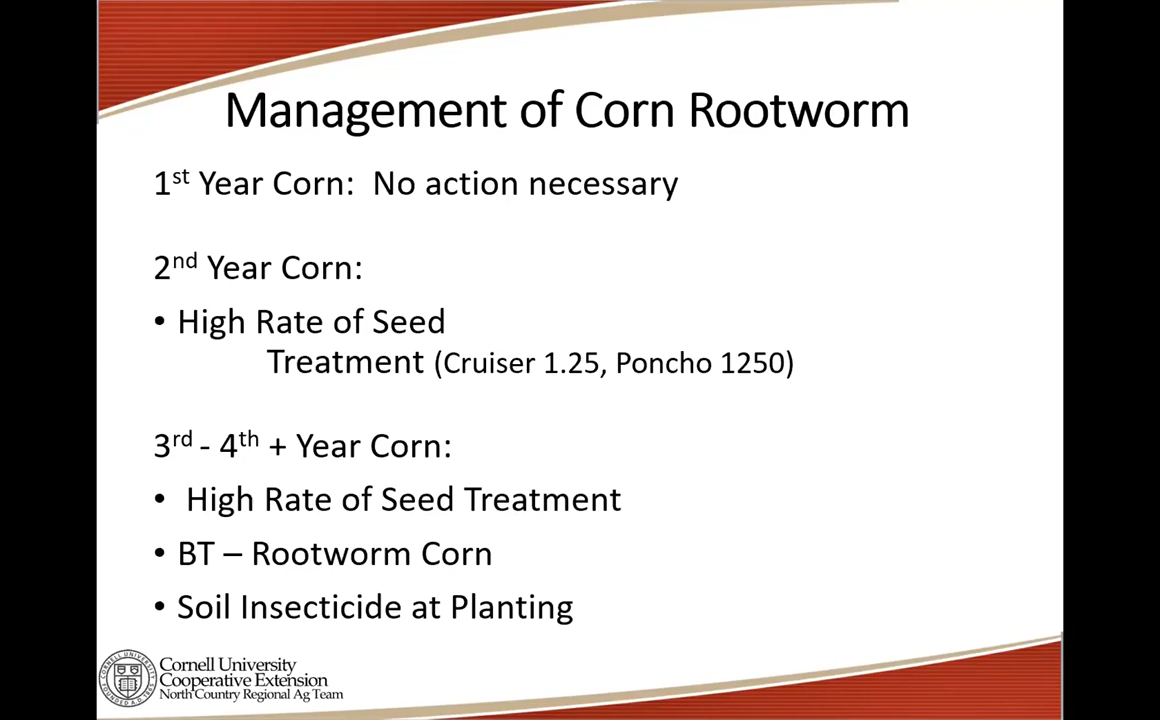 Management of Corn Rootworm
1st Year Corn: No action necessary
2nd Year Corn:
• High Rate of Seed
Treatment (Cruiser 1.25, Poncho 1250)
3rd - 4th + Year Corn:
• High Rate of Seed Treatment
• BT – Rootworm Corn
• Soil Insecticide at Planting
Cornell University
Cooperative Extension
North Country Regional Ag Team